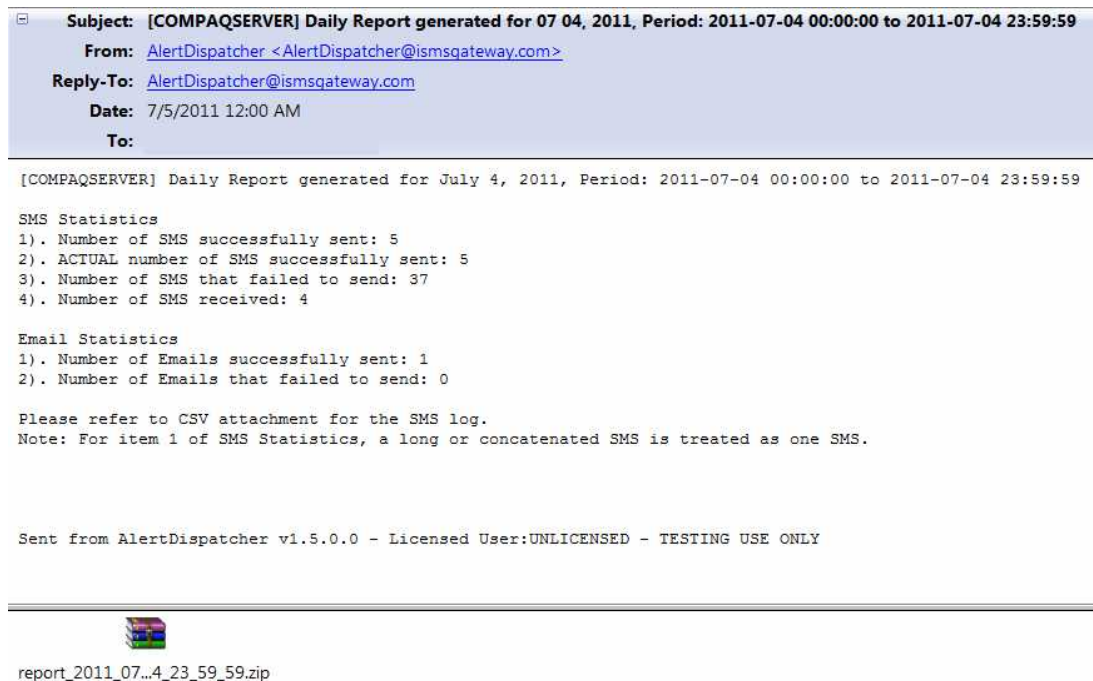 Subject: [COMPAQSERVER] Daily Report generated for 07 04, 2011, Period: 2011-07-04 00:00:00 to 2011-07-04 23:59:59
From: AlertDispatcher <AlertDispatcher@ismsgateway.com>
Reply-To: AlertDispatcher@ismsgateway.com
Date: 7/5/2011 12:00 AM
To:
[COMPAQSERVER] Daily Report generated for July 4, 2011, Period: 2011-07-04 00:00:00 to 2011-07-04 23:59:59
SMS Statistics
1). Number of SMS successfully sent: 5
2). ACTUAL number of SMS successfully sent: 5
3). Number of SMS that failed to send: 37
4). Number of SMS received: 4
Email Statistics
1). Number of Emails successfully sent: 1
2). Number of Emails that failed to send: 0
Please refer to CSV attachment for the SMS log.
Note: For item 1 of SMS Statistics, a long or concatenated SMS is treated as one SMS.
Sent from AlertDispatcher v1.5.0.0 - Licensed User:UNLICENSED - TESTING USE ONLY
report_2011_07...4_23_59_59.zip